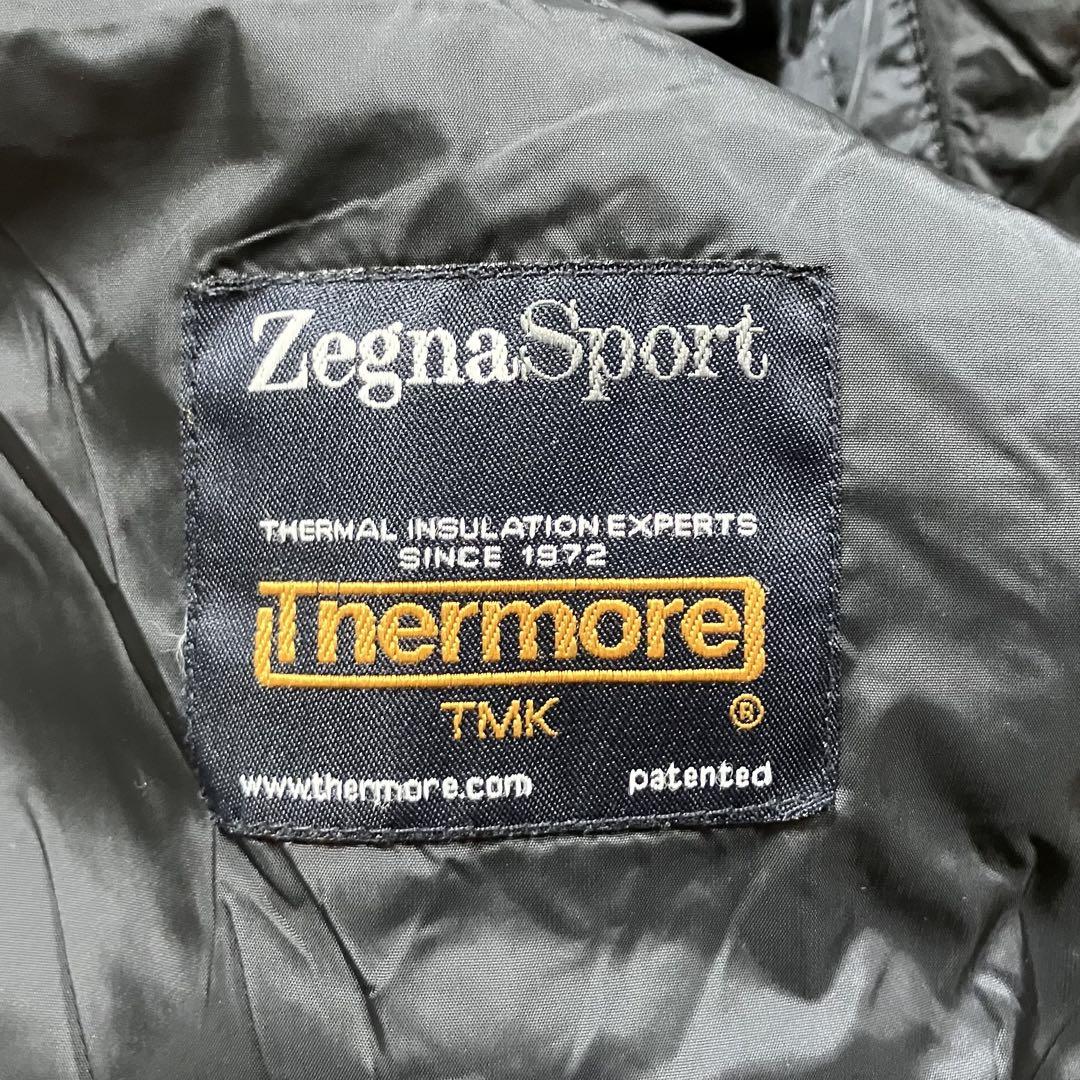 ZegnaSport
THERMAL INSULATION EXPERTS
SINCE 1972
Thermore
TMK ®
www.thermore.com patented